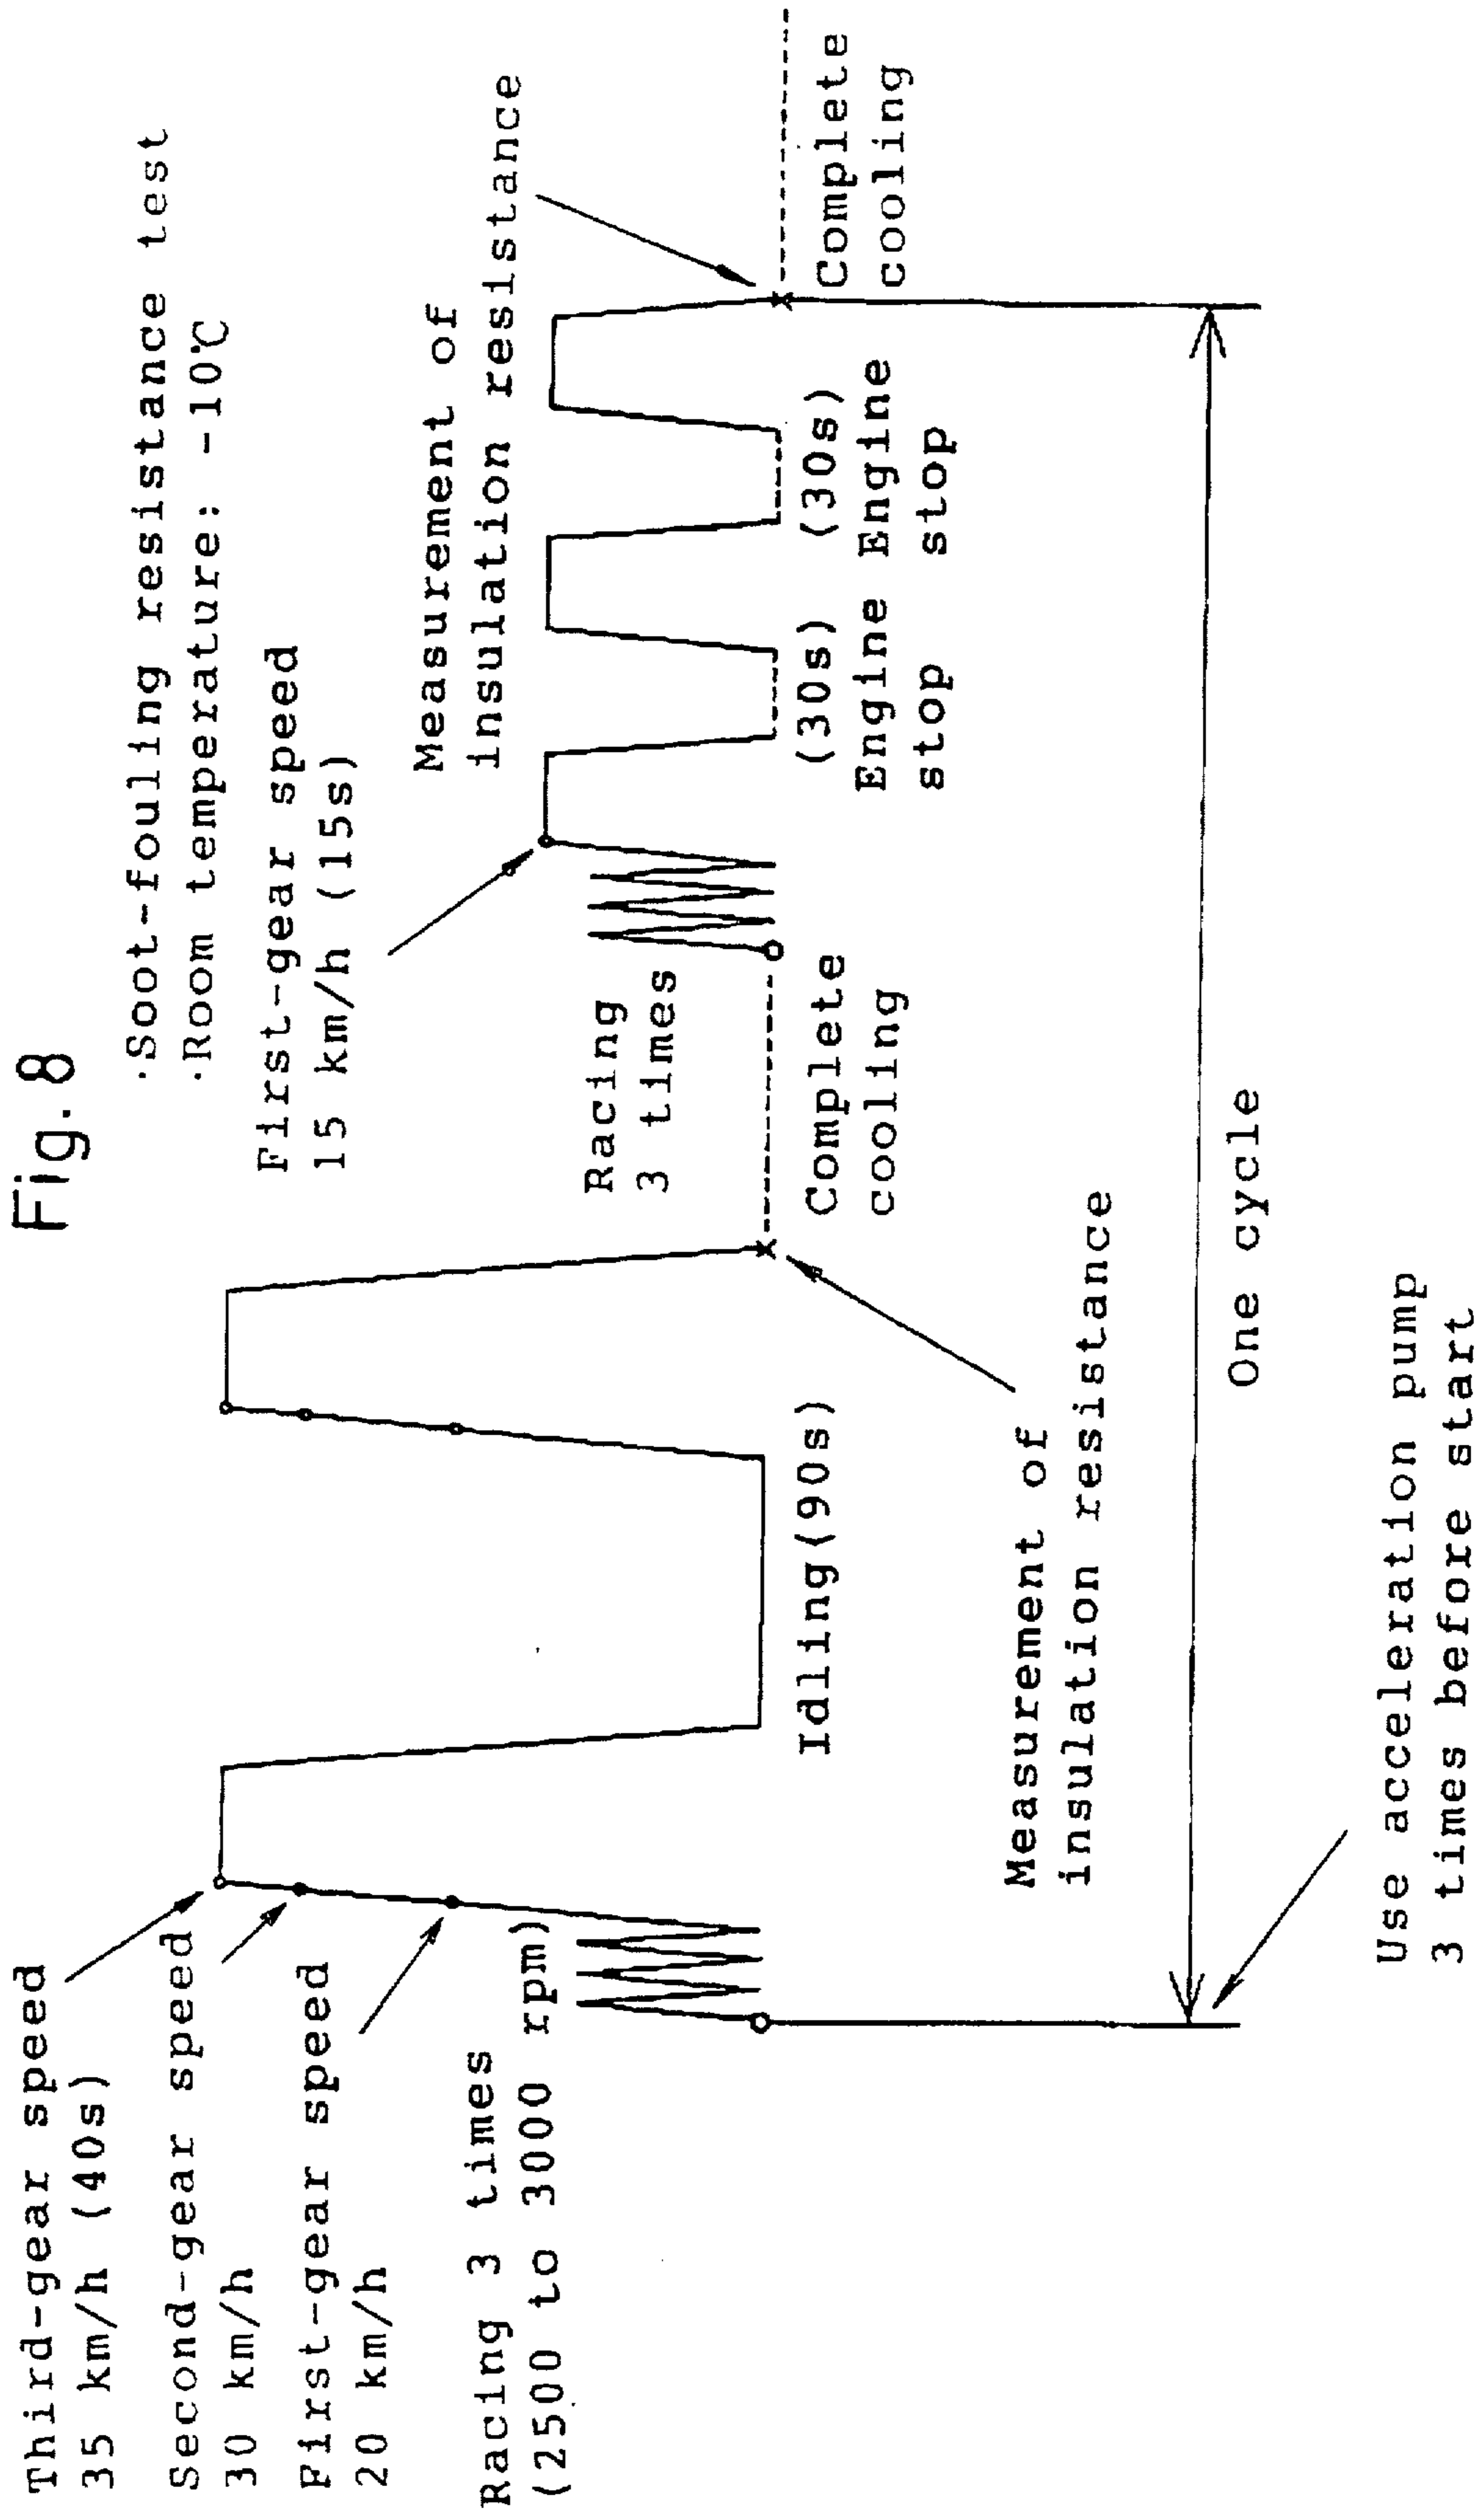 Fig. 8
·Soot-fouling resistance test
·Room temperature: -10℃
Third-gear speed
35 km/h (40s)
Second-gear speed
30 km/h
First-gear speed
20 km/h
Racing 3 times
(2500 to 3000 rpm)
First-gear speed
15 km/h (15s)
Measurement of
insulation resistance
Racing
3 times
Idling(90s)
Complete
cooling
(30s)
Engine
stop
(30s)
Engine
stop
Complete
cooling
Measurement of
insulation resistance
One cycle
Use acceleration pump
3 times before start